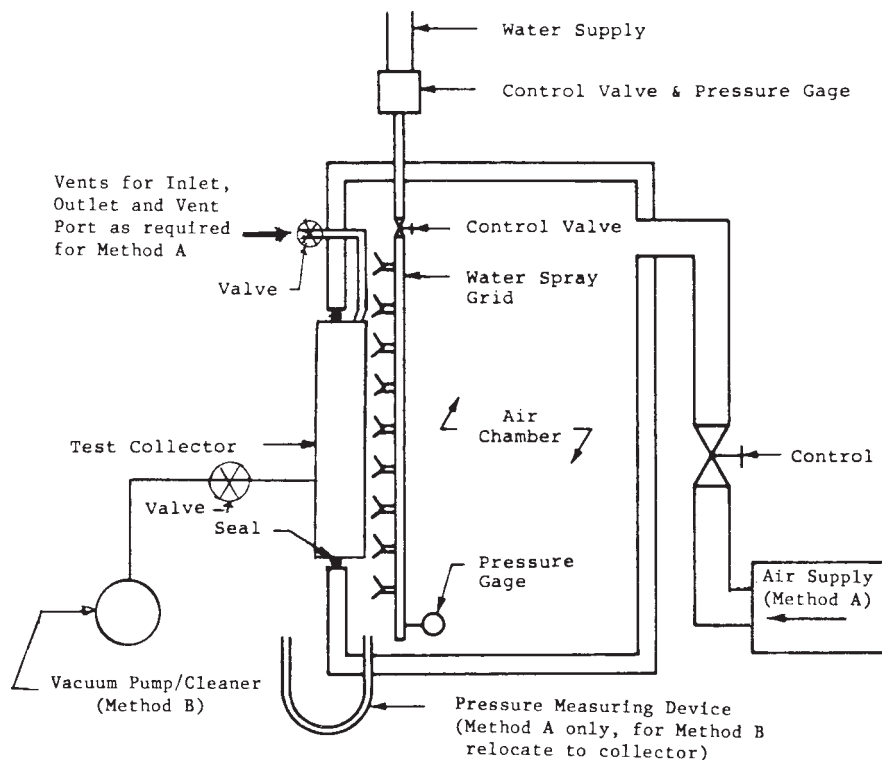 Water Supply
Control Valve & Pressure Gage
Vents for Inlet,
Outlet and Vent
Port as required
for Method A
Valve
Control Valve
Water Spray
Grid
Air
Chamber
Test Collector
Control
Valve
Seal
Pressure
Gage
Air Supply
(Method A)
Vacuum Pump/Cleaner
(Method B)
Pressure Measuring Device
(Method A only, for Method B
relocate to collector)